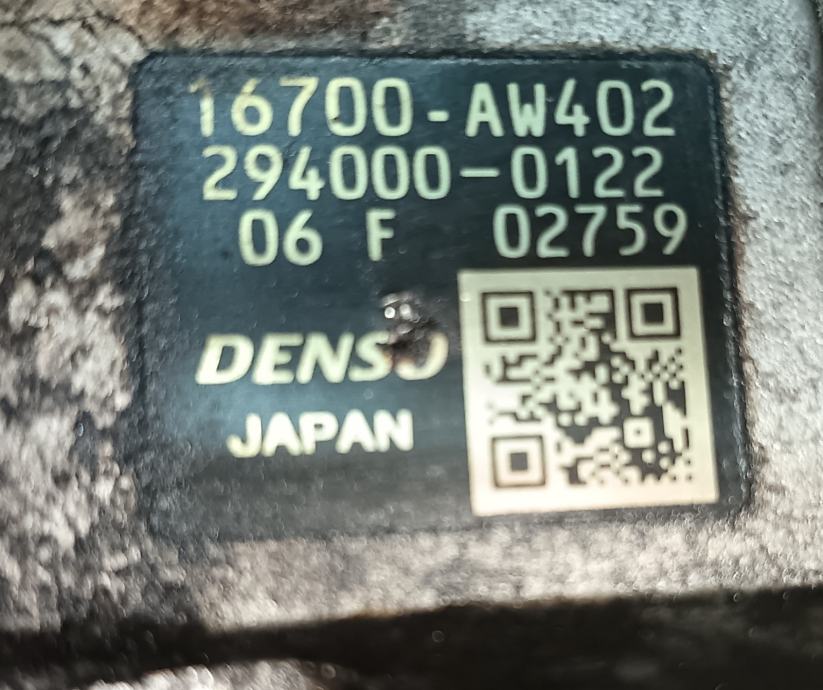 16700-AW402
294000-0122
06 F 02759
DENSO
JAPAN